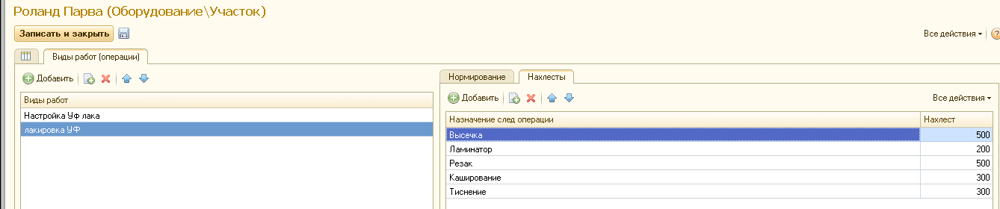 Роланд Парва (Оборудование\Участок)
Записать и закрыть
Все действия
?
Виды работ (операции)
Добавить
Виды работ
Настройка УФ лака
лакировка УФ
Нормирование Нахлесты
Добавить
Все действия
Назначение след операции Нахлест
Высечка 500
Ламинатор 200
Резак 500
Каширование 300
Тиснение 300